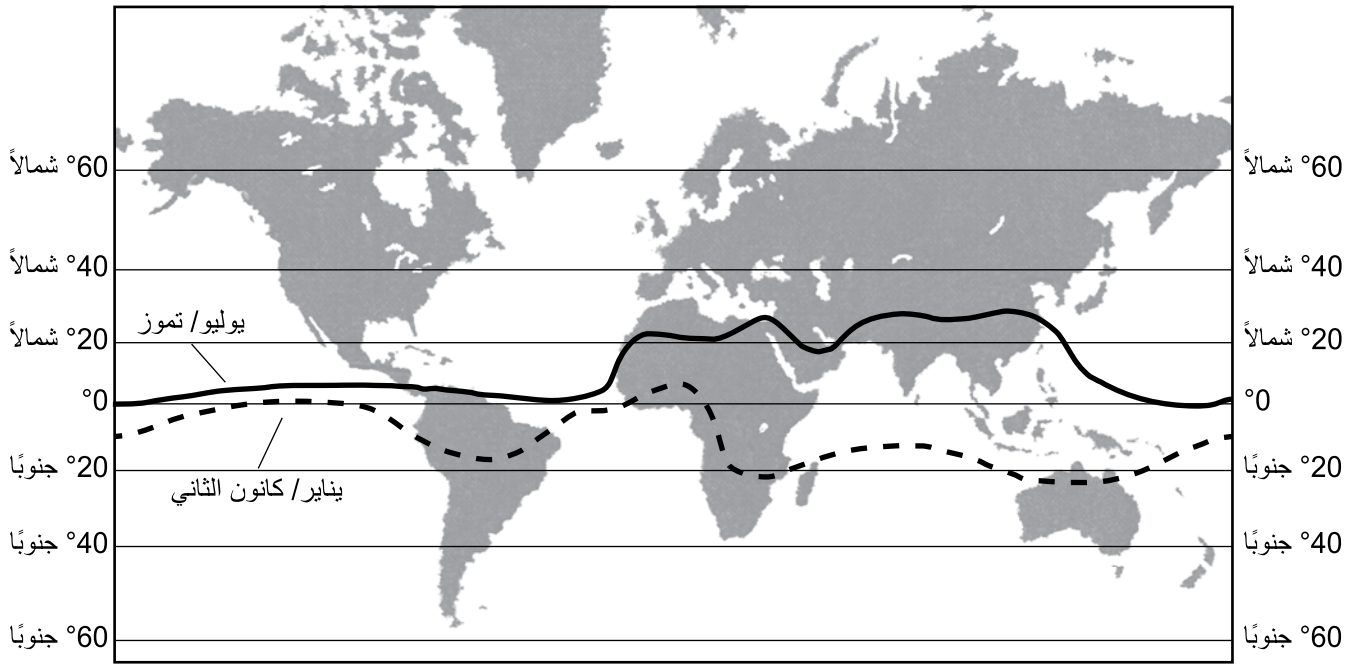 60° شمالاً
40° شمالاً
20° شمالاً
0°
20° جنوبًا
40° جنوبًا
60° جنوبًا
يوليو/ تموز
يناير/ كانون الثاني
60° شمالاً
40° شمالاً
20° شمالاً
0°
20° جنوبًا
40° جنوبًا
60° جنوبًا